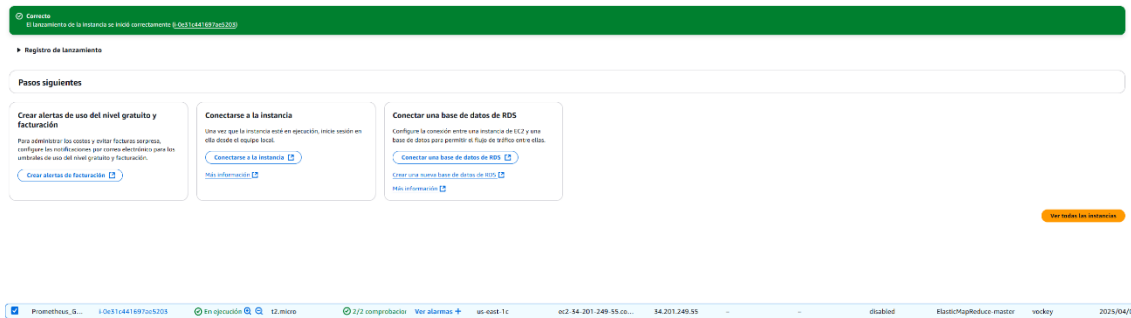 Correcto
El lanzamiento de la instancia se inició correctamente (i-0e31c441697ae5203)
Registro de lanzamiento
Pasos siguientes
Crear alertas de uso del nivel gratuito y facturación
Para administrar los costes y evitar facturas sorpresa, configure las notificaciones por correo electrónico para los umbrales de uso del nivel gratuito y facturación.
Crear alertas de facturación
Conectarse a la instancia
Una vez que la instancia esté en ejecución, inicie sesión en ella desde el equipo local.
Conectarse a la instancia
Más información
Conectar una base de datos de RDS
Configure la conexión entre una instancia de EC2 y una base de datos para permitir el flujo de tráfico entre ellas.
Conectar una base de datos de RDS
Crear una nueva base de datos de RDS
Más información
Ver todas las instancias
Prometheus_G... i-0e31c441697ae5203 En ejecución t2.micro 2/2 comprobacior Ver alarmas + us-east-1c ec2-34-201-249-55.co... 34.201.249.55 – – disabled ElasticMapReduce-master vockey 2025/04/0